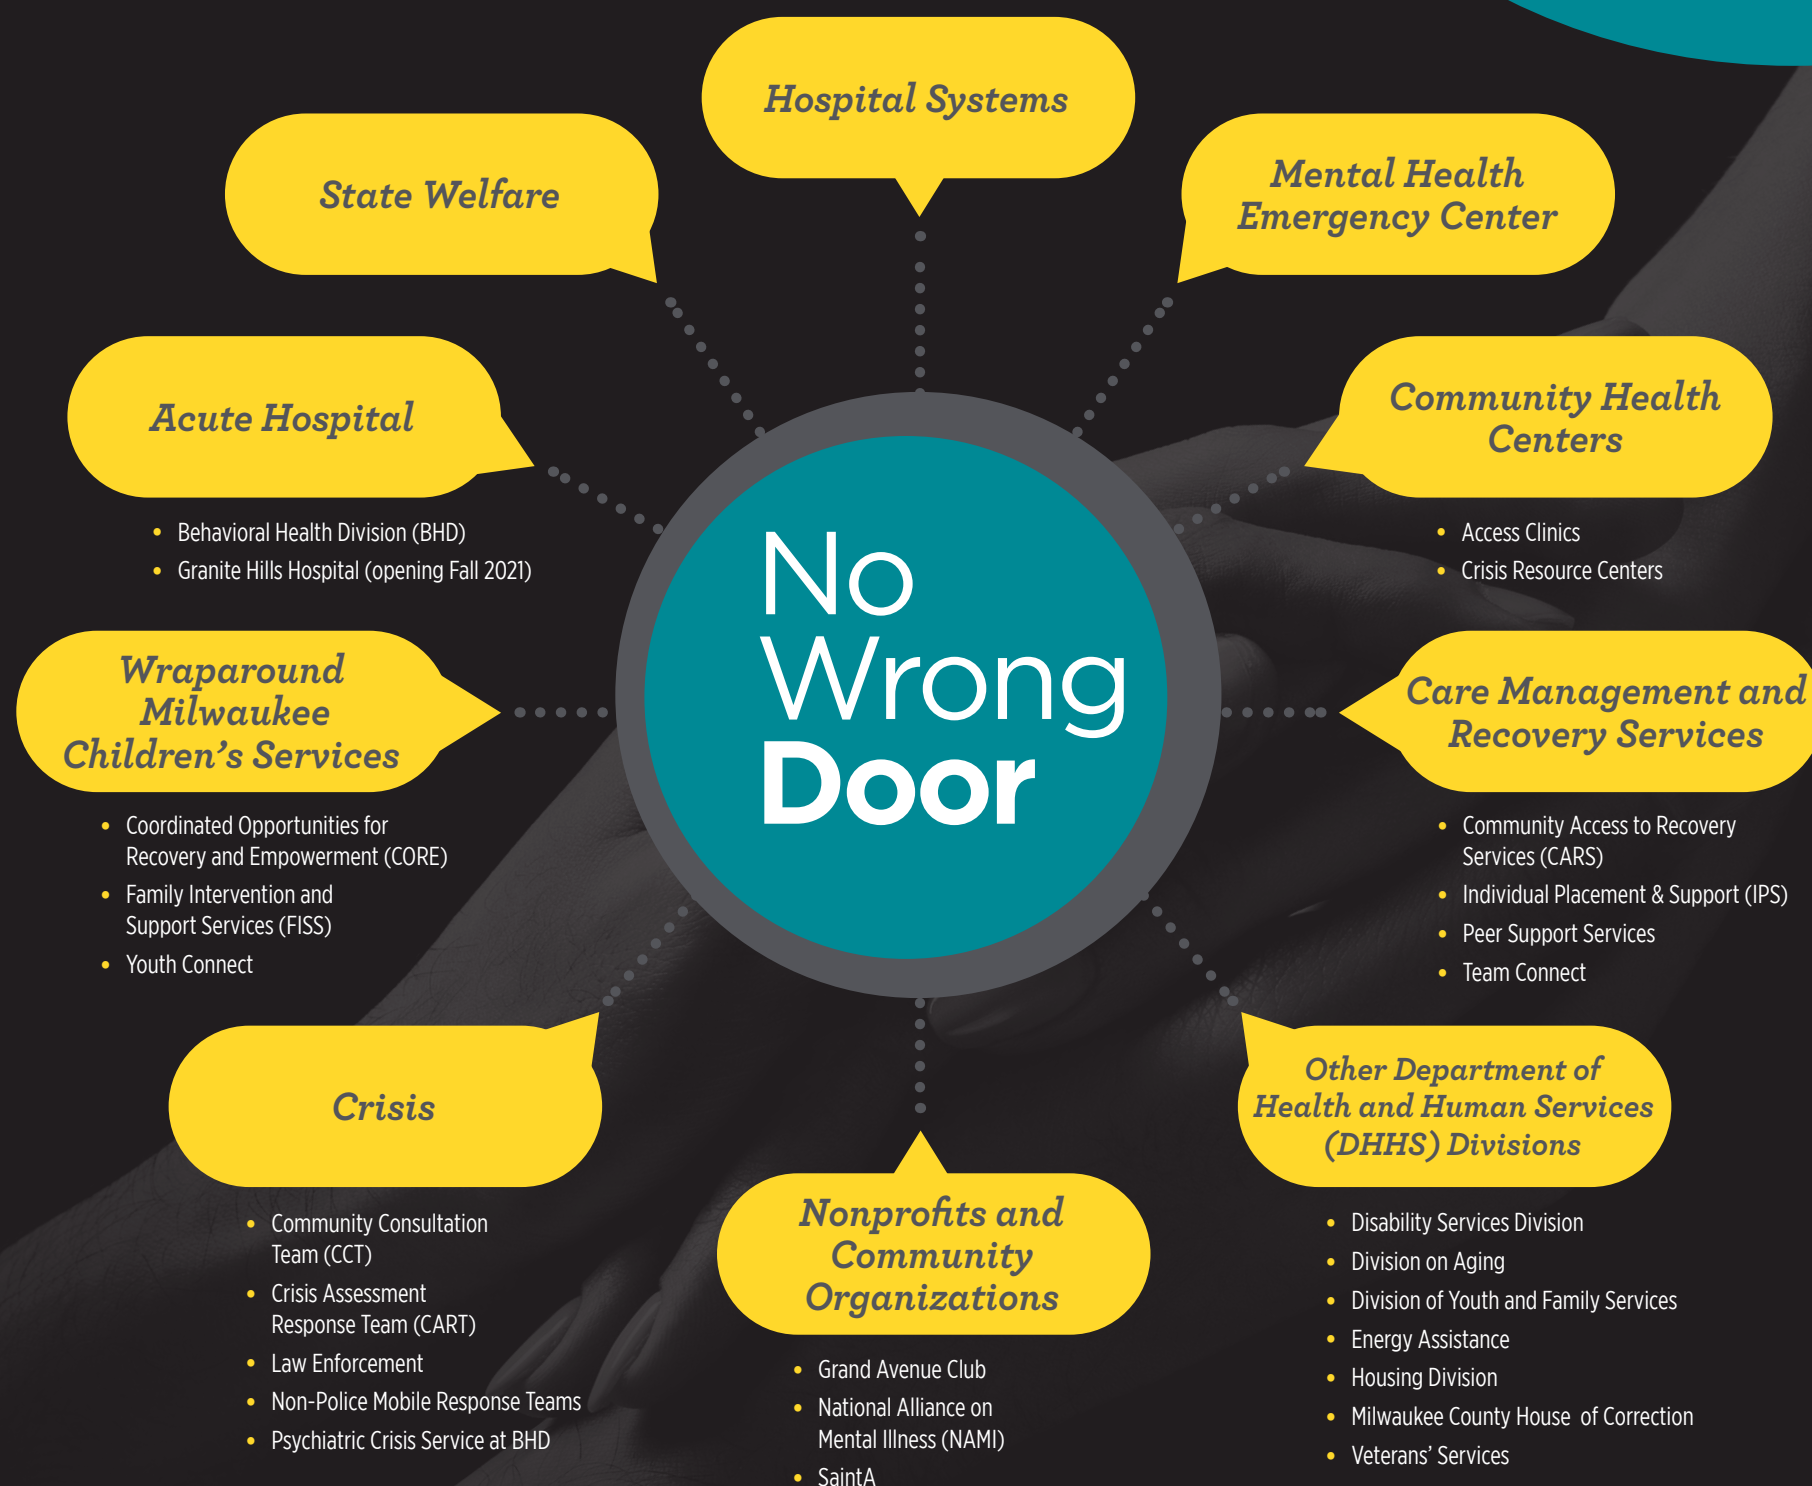 Hospital Systems
State Welfare
Mental Health
Emergency Center
Acute Hospital
• Behavioral Health Division (BHD)
• Granite Hills Hospital (opening Fall 2021)
Community Health
Centers
• Access Clinics
• Crisis Resource Centers
No
Wrong
Door
Wraparound
Milwaukee
Children’s Services
• Coordinated Opportunities for
Recovery and Empowerment (CORE)
• Family Intervention and
Support Services (FISS)
• Youth Connect
Care Management and
Recovery Services
• Community Access to Recovery
Services (CARS)
• Individual Placement & Support (IPS)
• Peer Support Services
• Team Connect
Crisis
• Community Consultation
Team (CCT)
• Crisis Assessment
Response Team (CART)
• Law Enforcement
• Non-Police Mobile Response Teams
• Psychiatric Crisis Service at BHD
Nonprofits and
Community
Organizations
• Grand Avenue Club
• National Alliance on
Mental Illness (NAMI)
• SaintA
Other Department of
Health and Human Services
(DHHS) Divisions
• Disability Services Division
• Division on Aging
• Division of Youth and Family Services
• Energy Assistance
• Housing Division
• Milwaukee County House of Correction
• Veterans’ Services